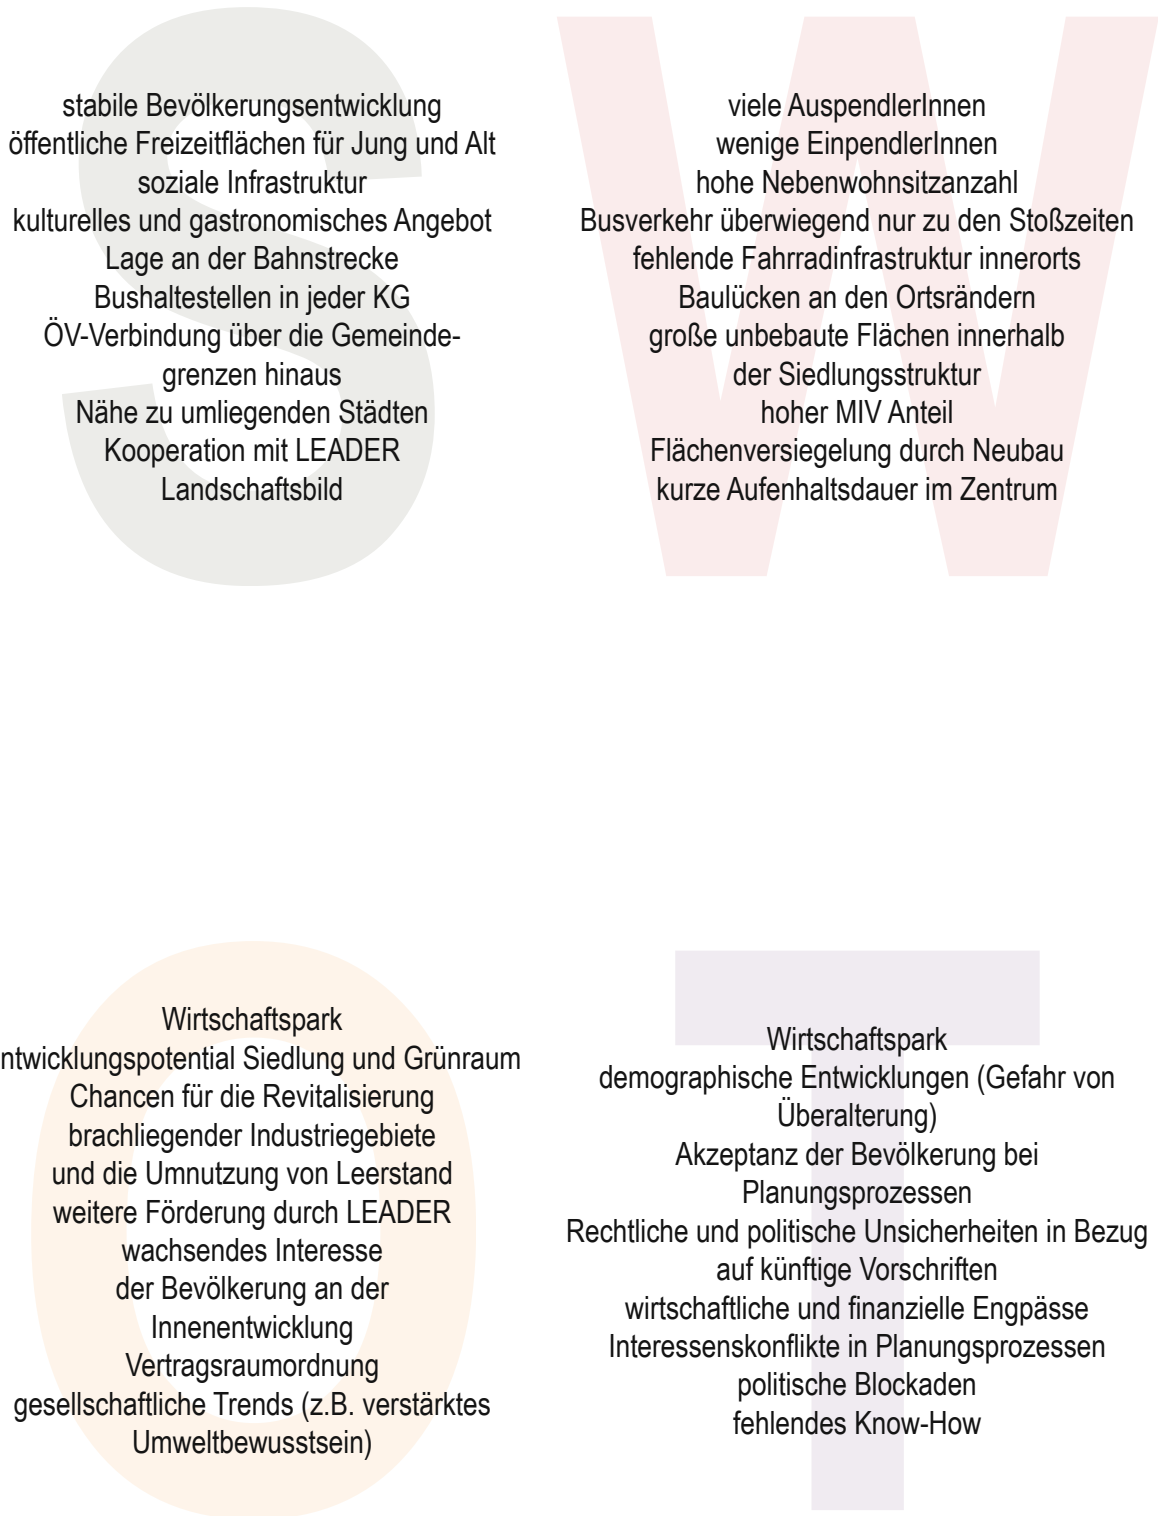 S
stabile Bevölkerungsentwicklung
öffentliche Freizeitflächen für Jung und Alt
soziale Infrastruktur
kulturelles und gastronomisches Angebot
Lage an der Bahnstrecke
Bushaltestellen in jeder KG
ÖV-Verbindung über die Gemeinde-
grenzen hinaus
Nähe zu umliegenden Städten
Kooperation mit LEADER
Landschaftsbild
W
viele AuspendlerInnen
wenige EinpendlerInnen
hohe Nebenwohnsitzanzahl
Busverkehr überwiegend nur zu den Stoßzeiten
fehlende Fahrradinfrastruktur innerorts
Baulücken an den Ortsrändern
große unbebaute Flächen innerhalb
der Siedlungsstruktur
hoher MIV Anteil
Flächenversiegelung durch Neubau
kurze Aufenhaltsdauer im Zentrum
O
Wirtschaftspark
ntwicklungspotential Siedlung und Grünraum
Chancen für die Revitalisierung
brachliegender Industriegebiete
und die Umnutzung von Leerstand
weitere Förderung durch LEADER
wachsendes Interesse
der Bevölkerung an der
Innenentwicklung
Vertragsraumordnung
gesellschaftliche Trends (z.B. verstärktes
Umweltbewusstsein)
T
Wirtschaftspark
demographische Entwicklungen (Gefahr von
Überalterung)
Akzeptanz der Bevölkerung bei
Planungsprozessen
Rechtliche und politische Unsicherheiten in Bezug
auf künftige Vorschriften
wirtschaftliche und finanzielle Engpässe
Interessenskonflikte in Planungsprozessen
politische Blockaden
fehlendes Know-How